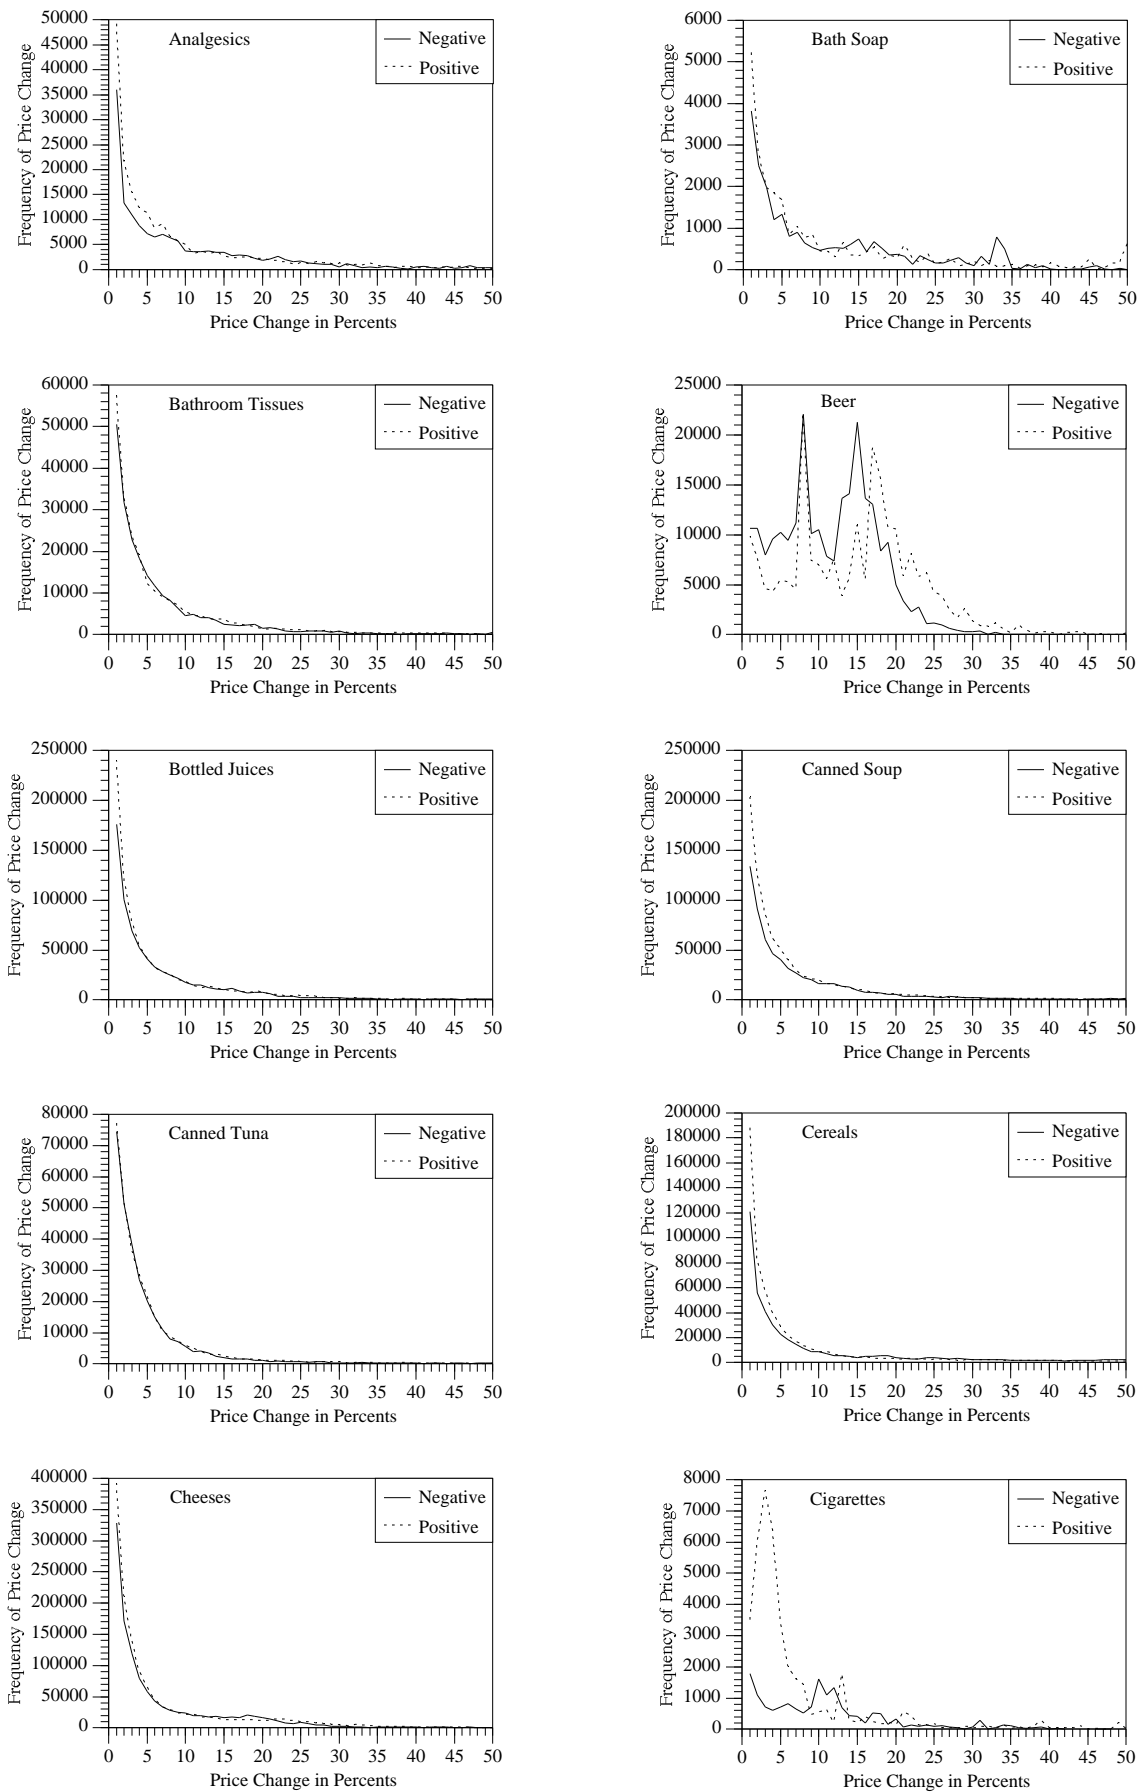 Analgesics
Negative
Positive
Frequency of Price Change
50000
45000
40000
35000
30000
25000
20000
15000
10000
5000
0
0 5 10 15 20 25 30 35 40 45 50
Price Change in Percents
Bath Soap
Negative
Positive
Frequency of Price Change
6000
5000
4000
3000
2000
1000
0
0 5 10 15 20 25 30 35 40 45 50
Price Change in Percents
Bathroom Tissues
Negative
Positive
Frequency of Price Change
60000
50000
40000
30000
20000
10000
0
0 5 10 15 20 25 30 35 40 45 50
Price Change in Percents
Beer
Negative
Positive
Frequency of Price Change
25000
20000
15000
10000
5000
0
0 5 10 15 20 25 30 35 40 45 50
Price Change in Percents
Bottled Juices
Negative
Positive
Frequency of Price Change
250000
200000
150000
100000
50000
0
0 5 10 15 20 25 30 35 40 45 50
Price Change in Percents
Canned Soup
Negative
Positive
Frequency of Price Change
250000
200000
150000
100000
50000
0
0 5 10 15 20 25 30 35 40 45 50
Price Change in Percents
Canned Tuna
Negative
Positive
Frequency of Price Change
80000
70000
60000
50000
40000
30000
20000
10000
0
0 5 10 15 20 25 30 35 40 45 50
Price Change in Percents
Cereals
Negative
Positive
Frequency of Price Change
200000
180000
160000
140000
120000
100000
80000
60000
40000
20000
0
0 5 10 15 20 25 30 35 40 45 50
Price Change in Percents
Cheeses
Negative
Positive
Frequency of Price Change
400000
350000
300000
250000
200000
150000
100000
50000
0
0 5 10 15 20 25 30 35 40 45 50
Price Change in Percents
Cigarettes
Negative
Positive
Frequency of Price Change
8000
7000
6000
5000
4000
3000
2000
1000
0
0 5 10 15 20 25 30 35 40 45 50
Price Change in Percents